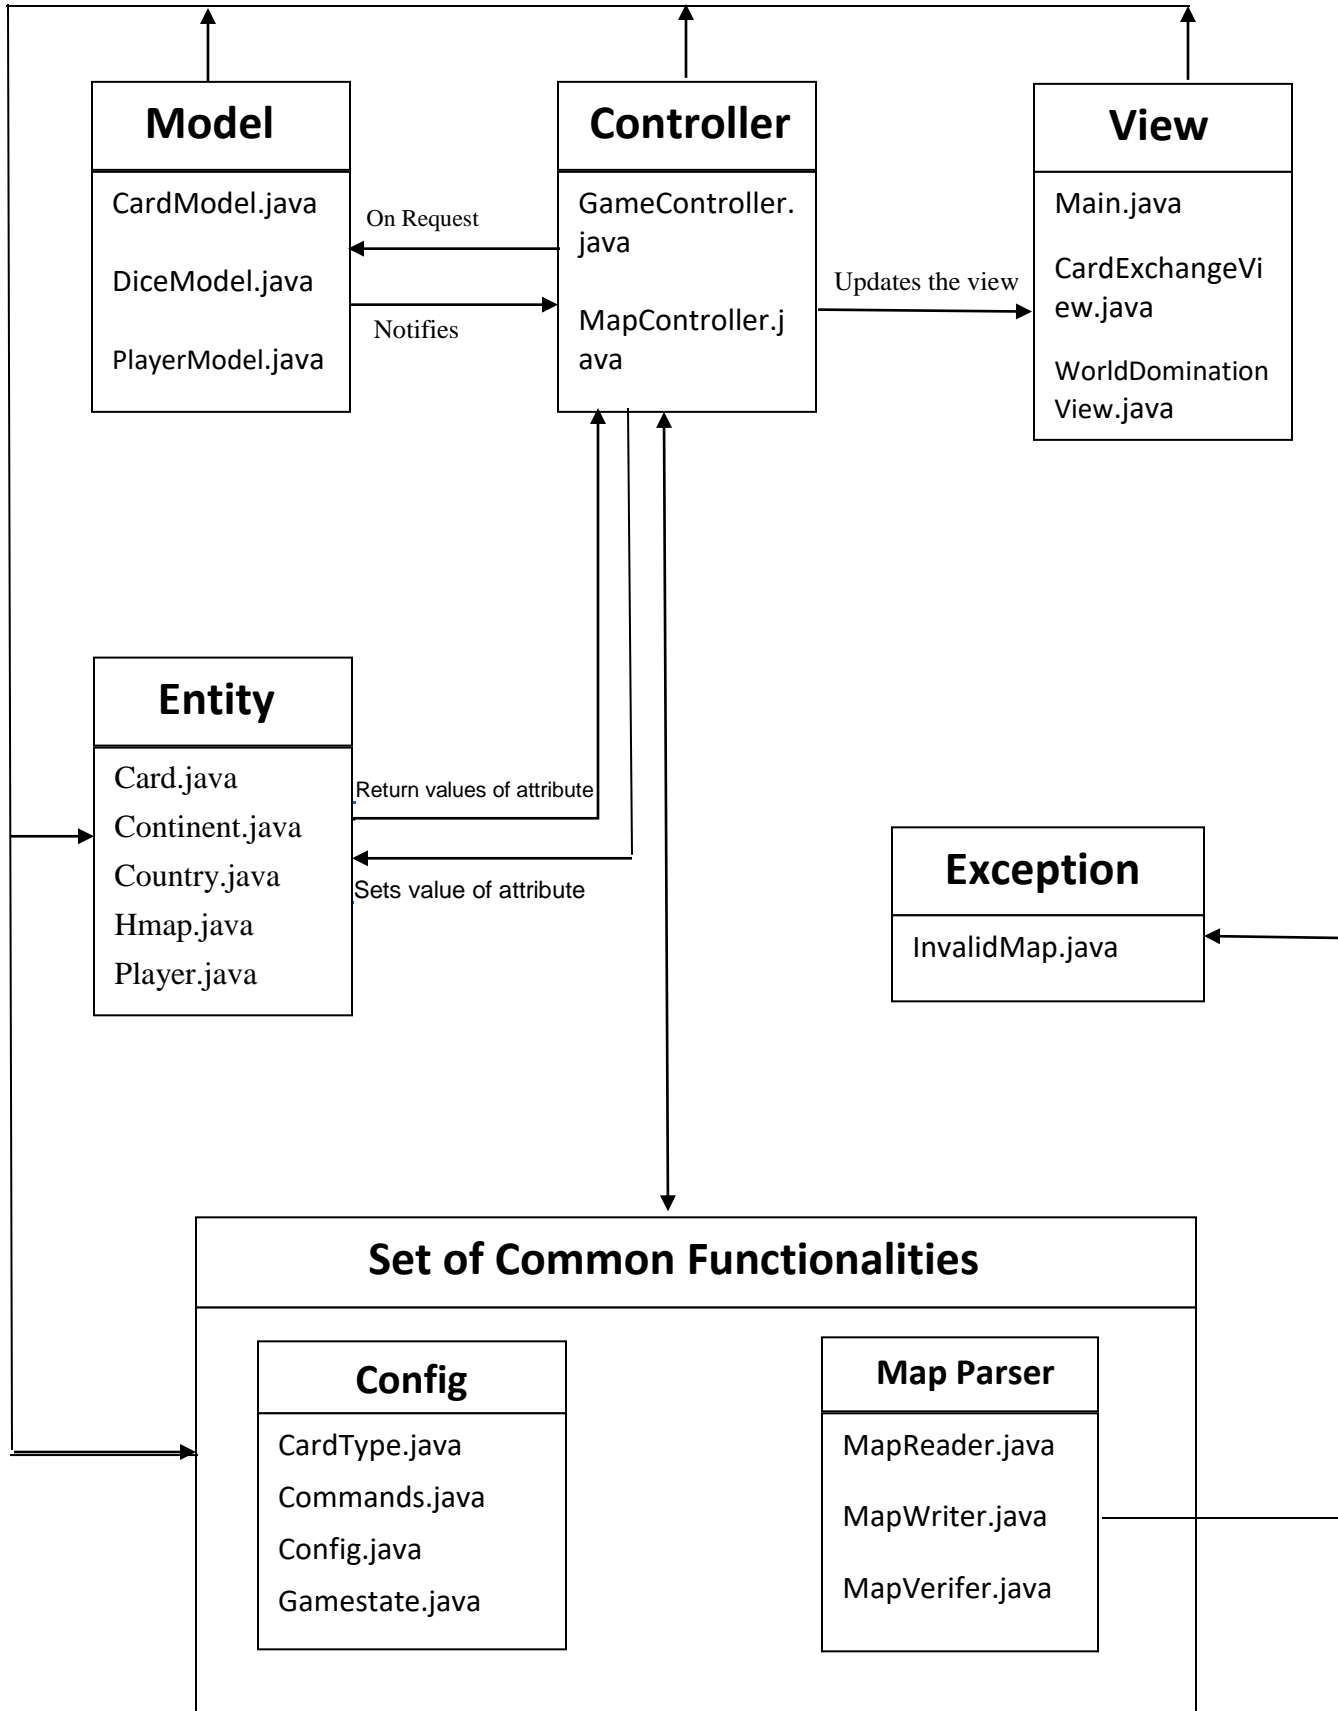 Model
CardModel.java
DiceModel.java
PlayerModel.java
On Request
Notifies
Controller
GameController.
java
MapController.j
ava
Updates the view
View
Main.java
CardExchangeVi
ew.java
WorldDomination
View.java
Entity
Card.java
Continent.java
Country.java
Hmap.java
Player.java
Return values of attribute
Sets value of attribute
Exception
InvalidMap.java
Set of Common Functionalities
Config
CardType.java
Commands.java
Config.java
Gamestate.java
Map Parser
MapReader.java
MapWriter.java
MapVerifer.java